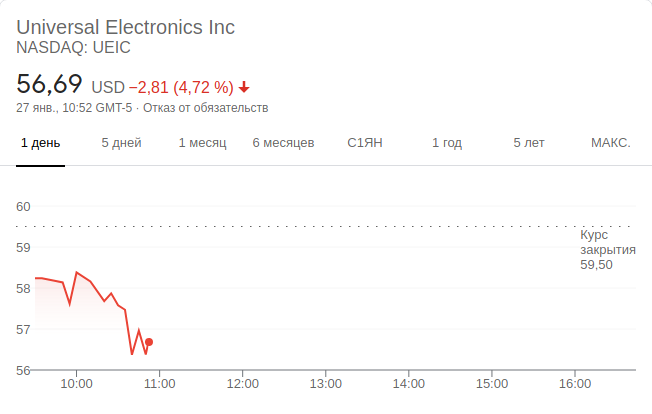 Universal Electronics Inc
NASDAQ: UEIC
56,69 USD −2,81 (4,72 %)
27 янв., 10:52 GMT-5 · Отказ от обязательств
1 день 5 дней 1 месяц 6 месяцев С1ЯН 1 год 5 лет МАКС.
60
Курс
59
закрытия
59,50
58
57
56
10:00 11:00 12:00 13:00 14:00 15:00 16:00